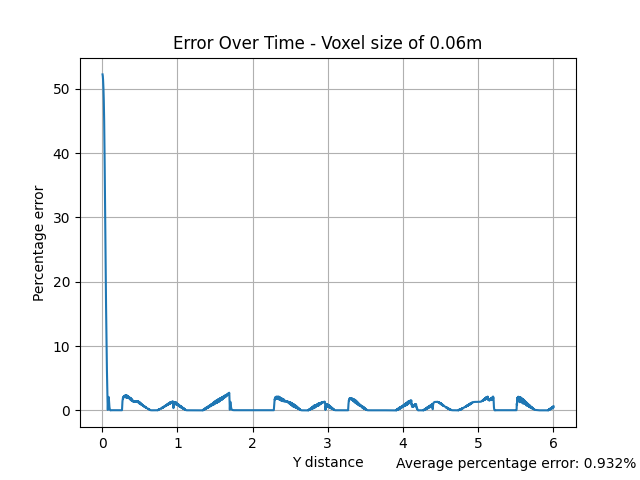 Error Over Time - Voxel size of 0.06m
Percentage error
50
40
30
20
10
0
0 1 2 3 4 5 6
Y distance
Average percentage error: 0.932%